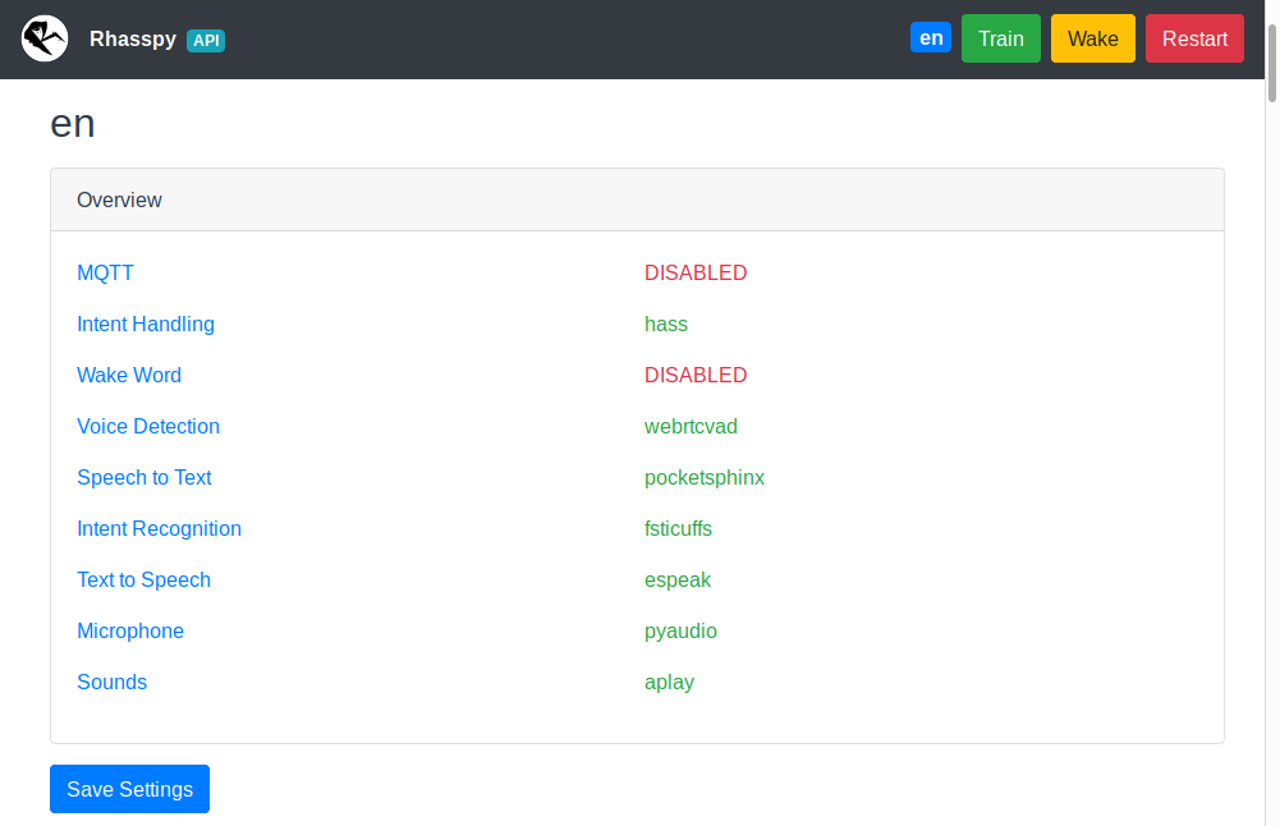 Rhasspy API en Train Wake Restart
en
Overview
MQTT DISABLED
Intent Handling hass
Wake Word DISABLED
Voice Detection webrtcvad
Speech to Text pocketsphinx
Intent Recognition fsticuffs
Text to Speech espeak
Microphone pyaudio
Sounds aplay
Save Settings